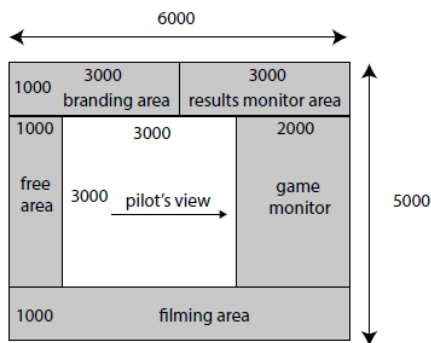 6000
3000
3000
1000
branding area
results monitor area
1000
3000
2000
free
area
3000
pilot's view
game
monitor
5000
1000
filming area